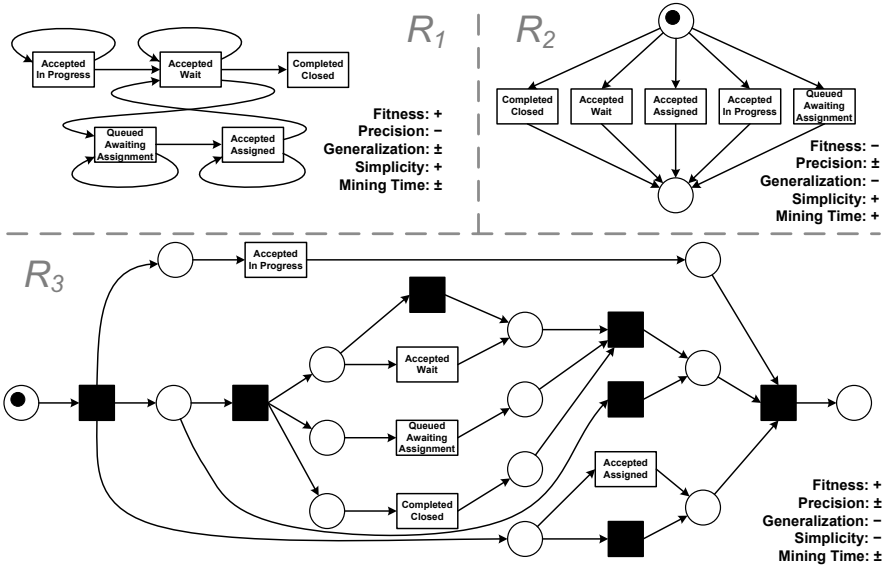 R1
Accepted
In Progress
Accepted
Wait
Completed
Closed
Queued
Awaiting
Assignment
Accepted
Assigned
Fitness: +
Precision: −
Generalization: ±
Simplicity: +
Mining Time: ±
R2
Completed
Closed
Accepted
Wait
Accepted
Assigned
Accepted
In Progress
Queued
Awaiting
Assignment
Fitness: −
Precision: ±
Generalization: −
Simplicity: +
Mining Time: +
R3
Accepted
In Progress
Accepted
Wait
Queued
Awaiting
Assignment
Completed
Closed
Accepted
Assigned
Fitness: +
Precision: ±
Generalization: −
Simplicity: −
Mining Time: ±